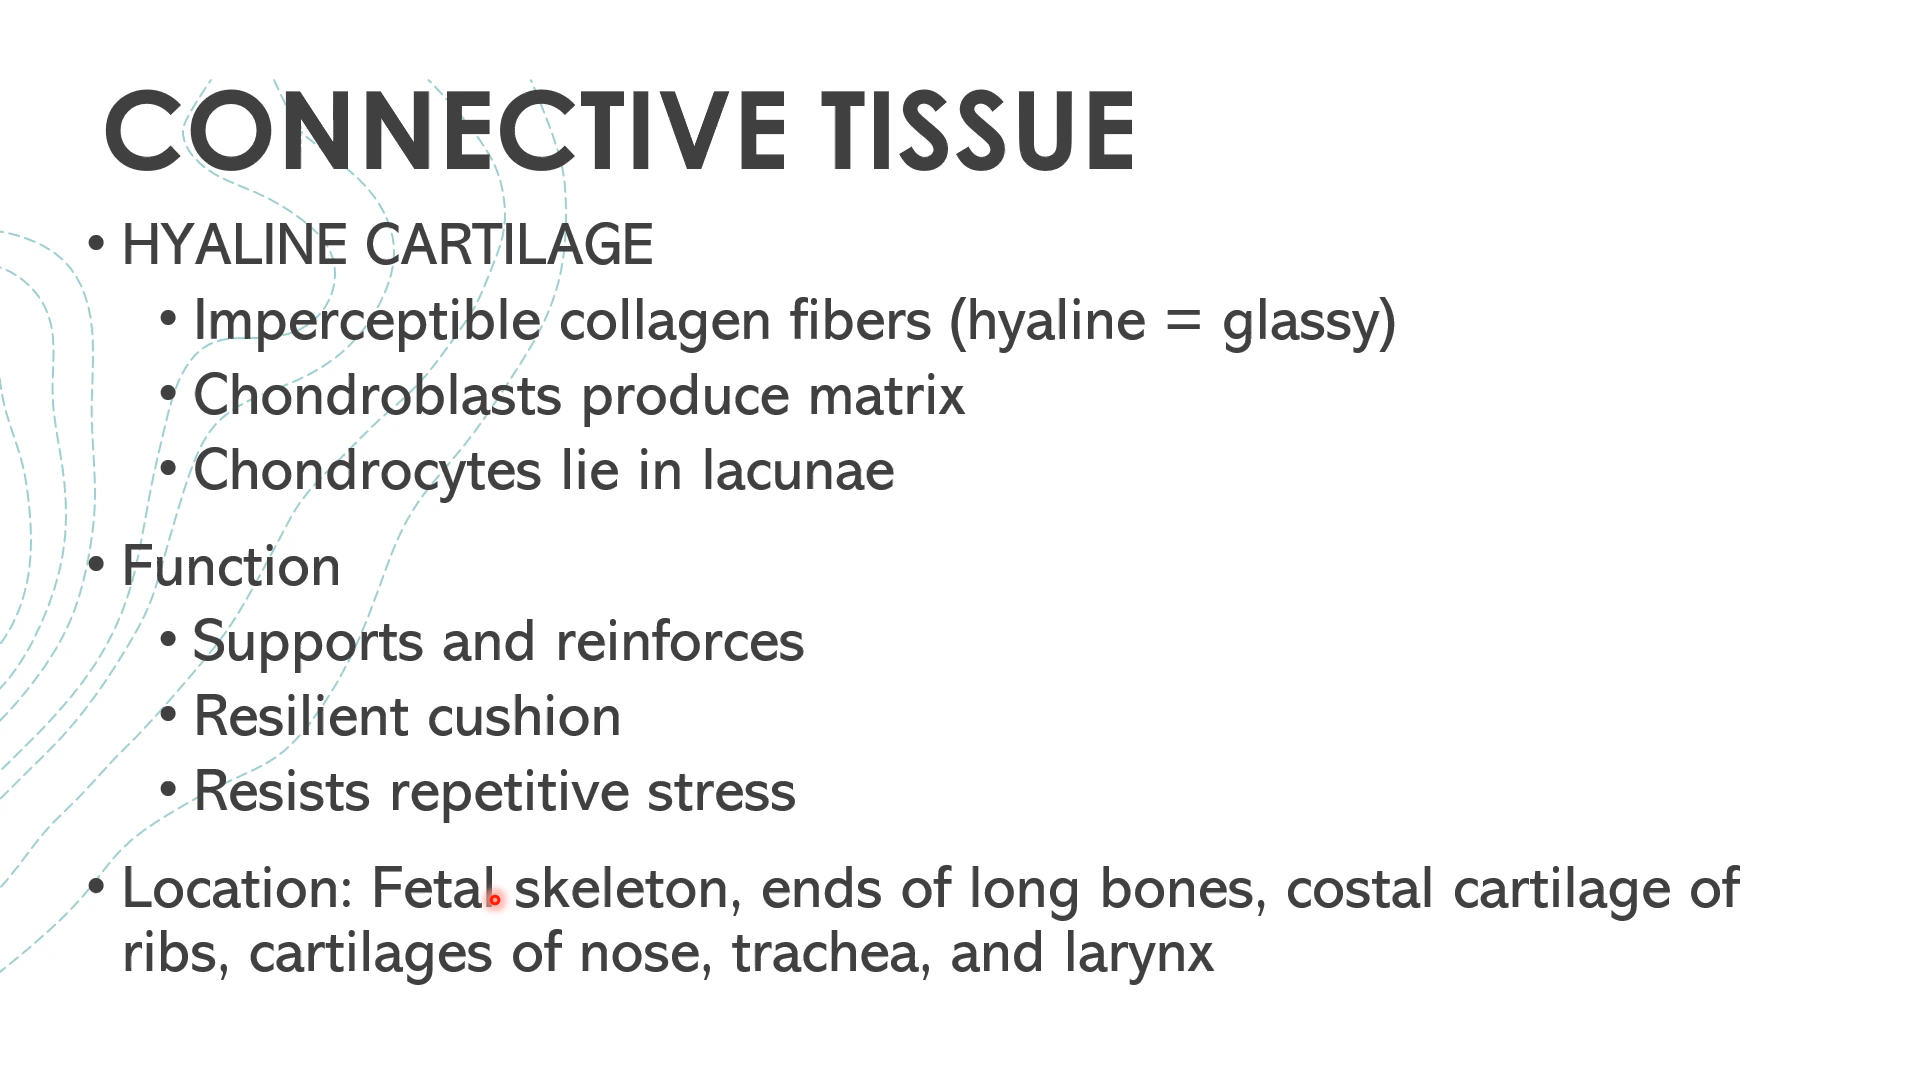 CONNECTIVE TISSUE
• HYALINE CARTILAGE
• Imperceptible collagen fibers (hyaline = glassy)
• Chondroblasts produce matrix
• Chondrocytes lie in lacunae
• Function
• Supports and reinforces
• Resilient cushion
• Resists repetitive stress
• Location: Fetal skeleton, ends of long bones, costal cartilage of
ribs, cartilages of nose, trachea, and larynx